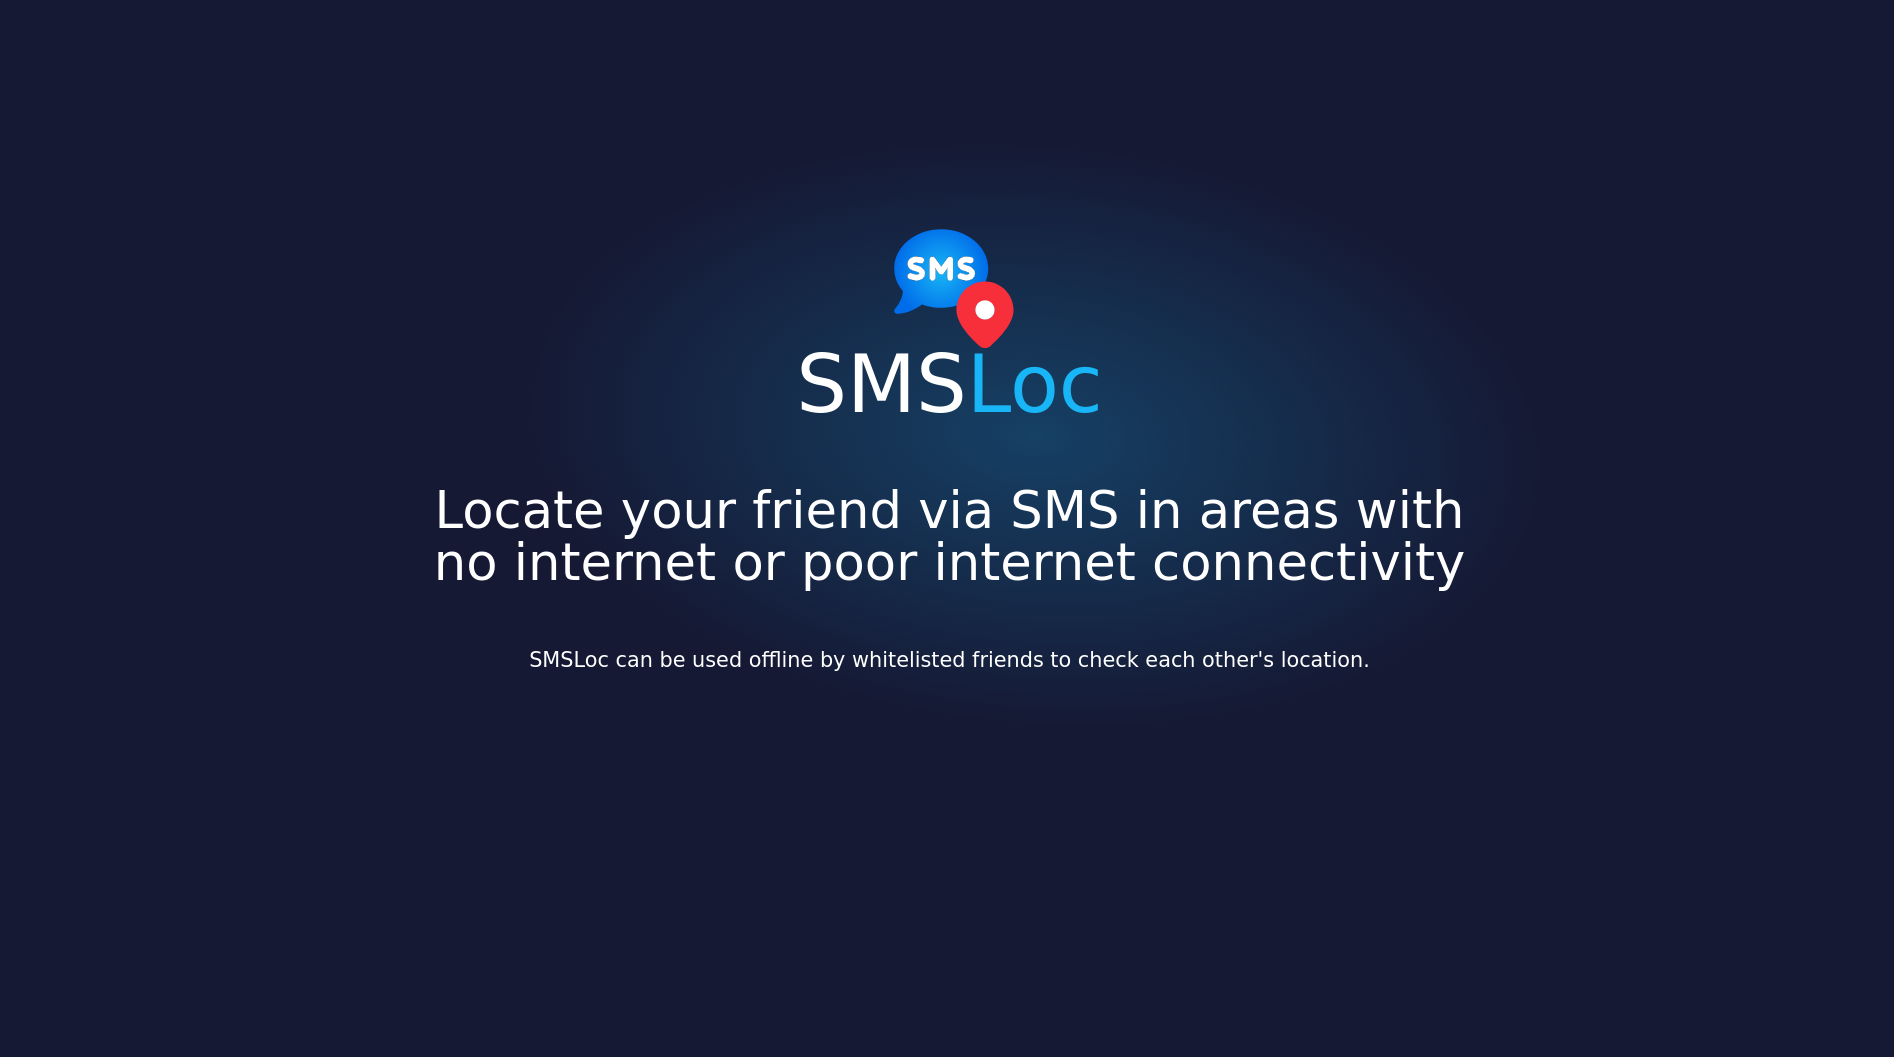 SMS
SMSLoc
Locate your friend via SMS in areas with
no internet or poor internet connectivity
SMSLoc can be used offline by whitelisted friends to check each other's location.